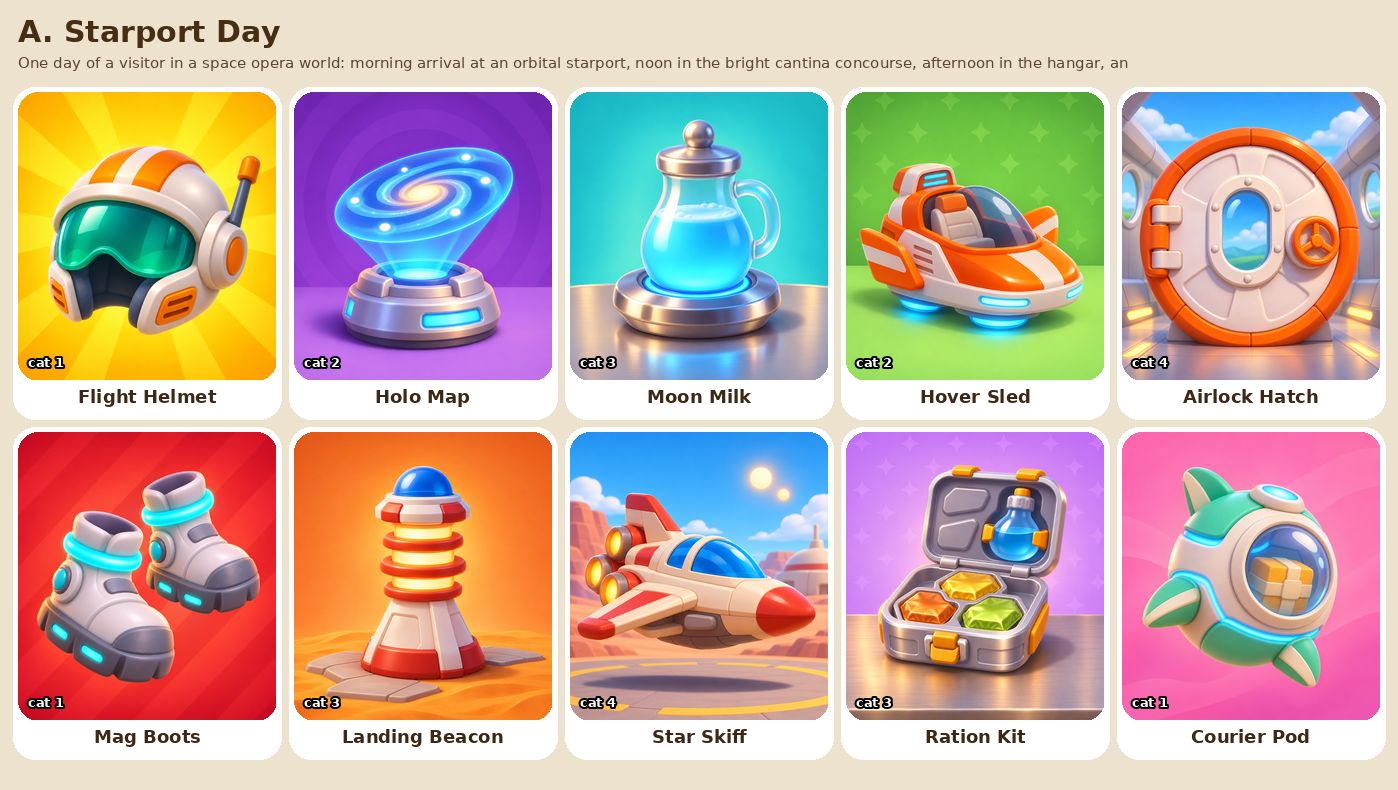 A. Starport Day
One day of a visitor in a space opera world: morning arrival at an orbital starport, noon in the bright cantina concourse, afternoon in the hangar, an
cat 1
cat 2
cat 3
cat 2
cat 4
Flight Helmet
Holo Map
Moon Milk
Hover Sled
Airlock Hatch
cat 1
cat 3
cat 4
cat 3
cat 1
Mag Boots
Landing Beacon
Star Skiff
Ration Kit
Courier Pod